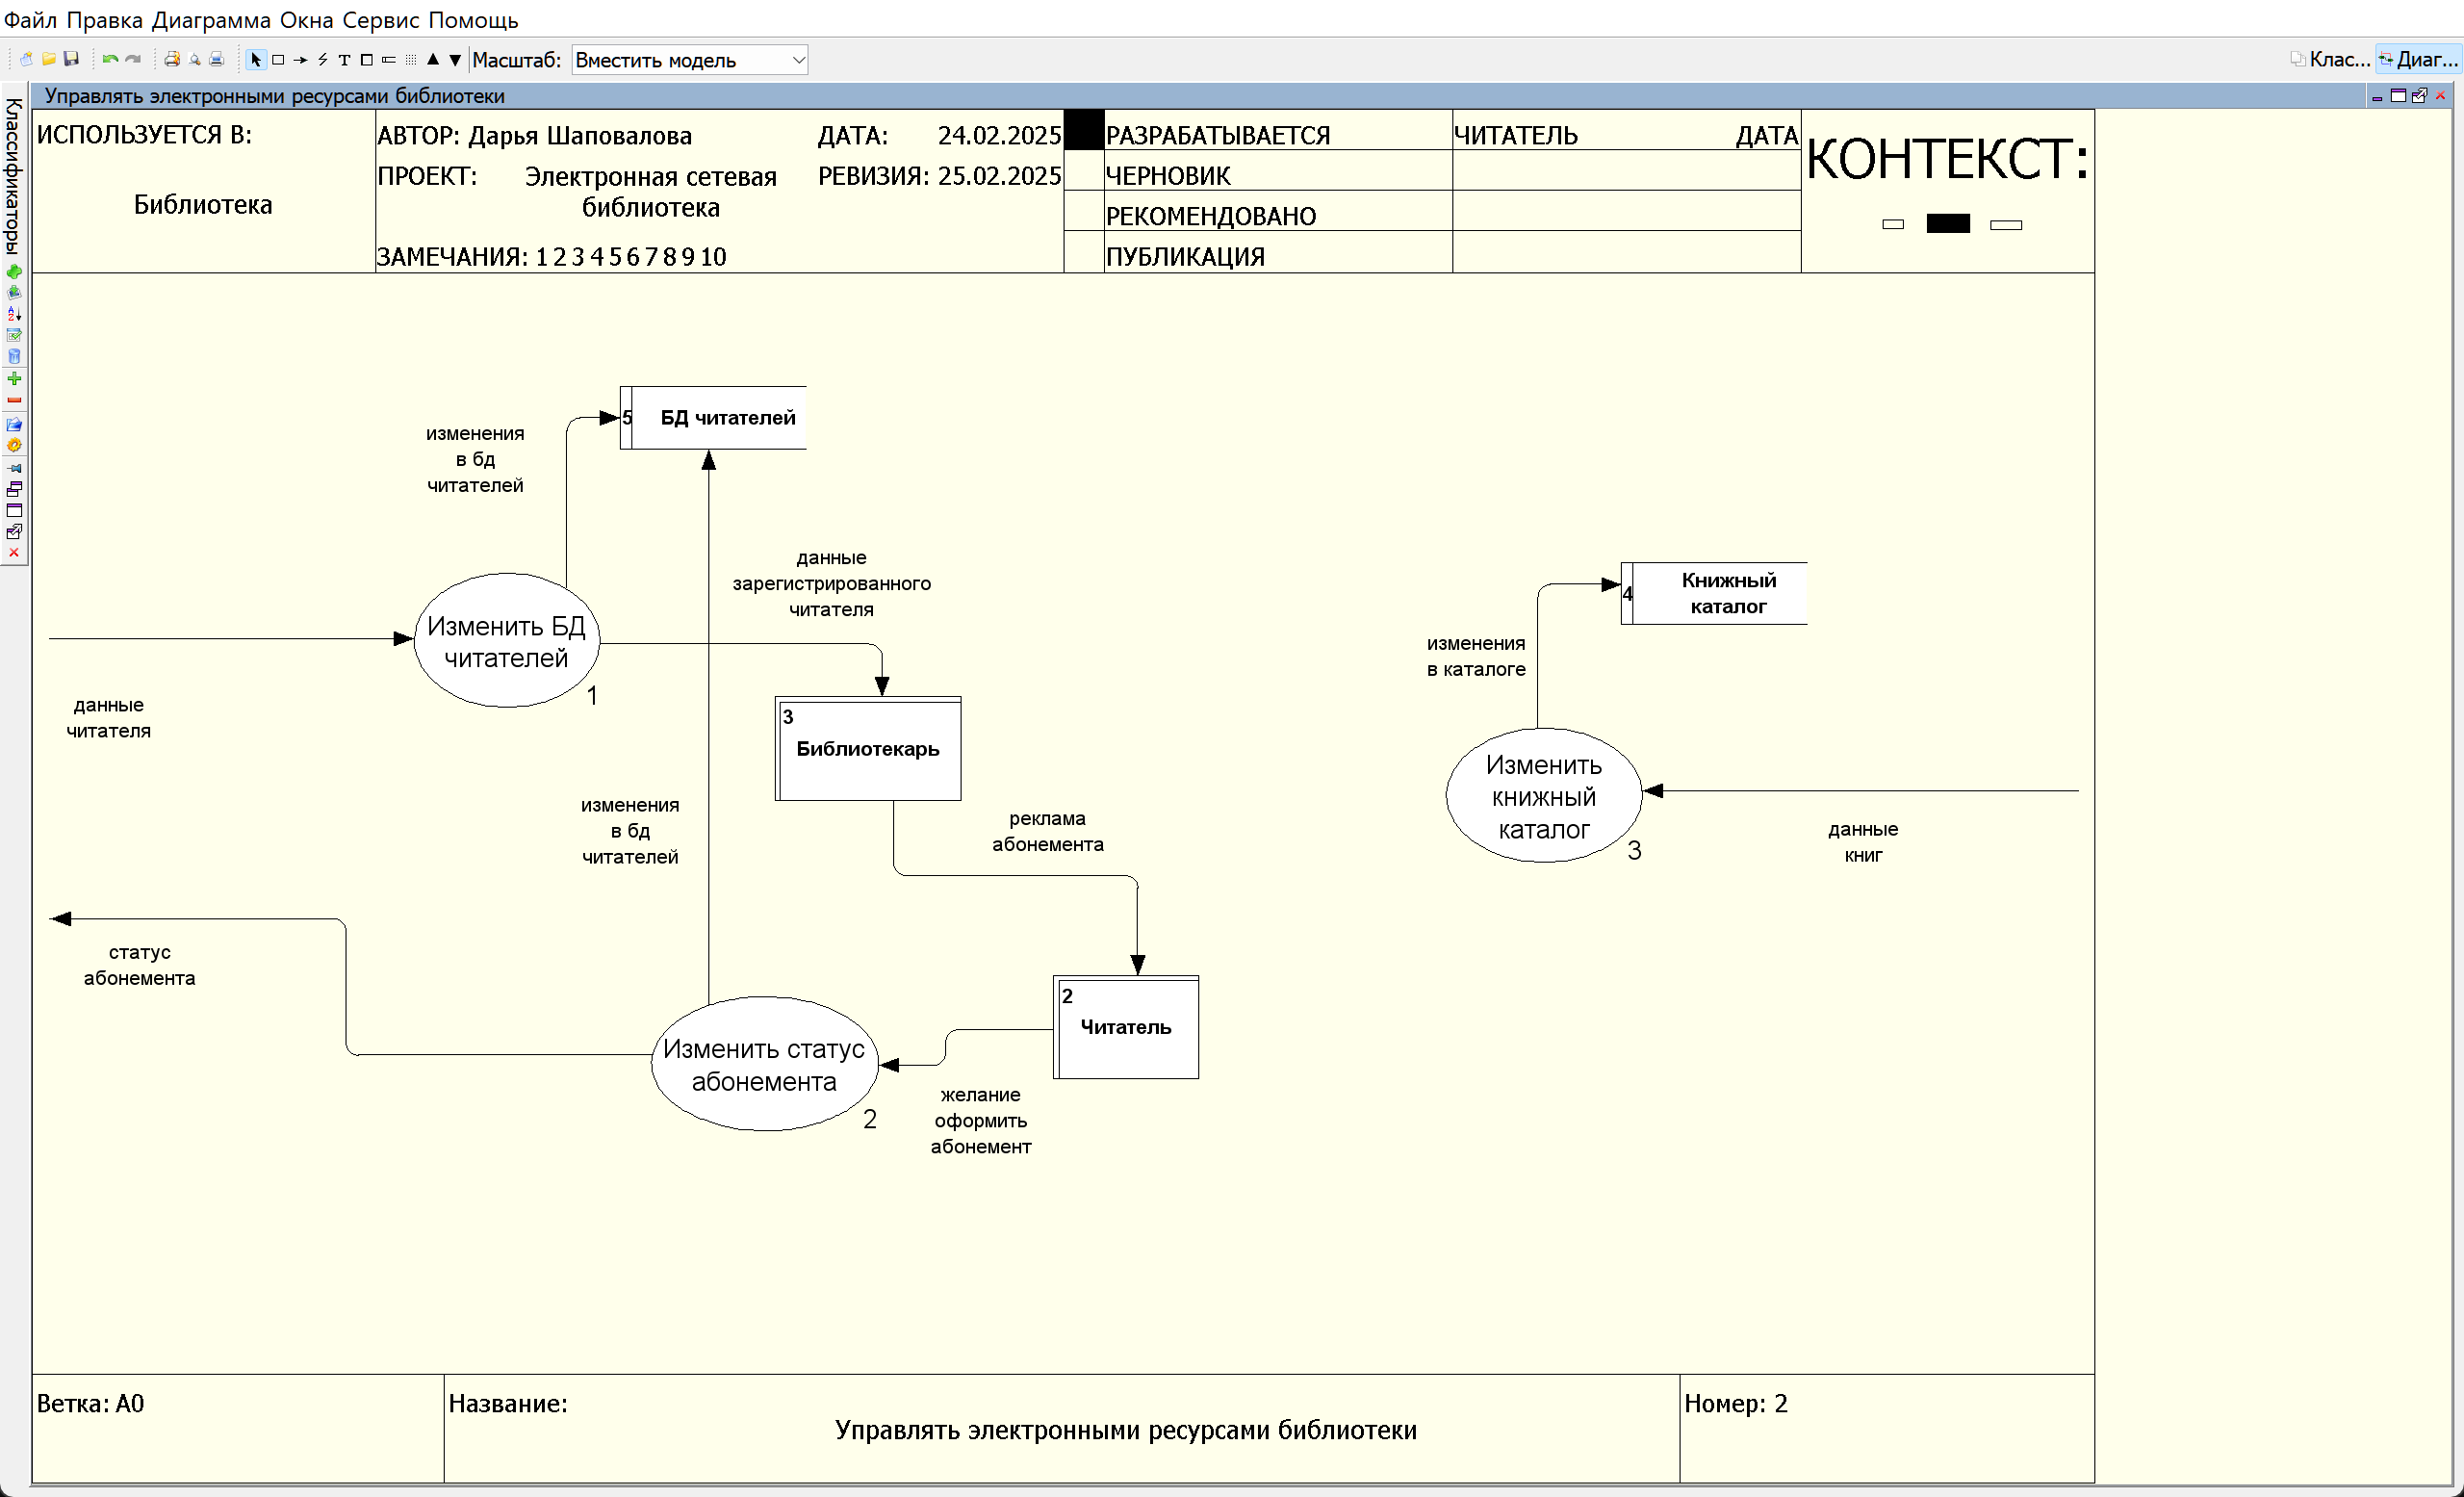 Файл Правка Диаграмма Окна Сервис Помощь
Масштаб: Вместить модель
Клас... Диаг...
Классификаторы
Управлять электронными ресурсами библиотеки
ИСПОЛЬЗУЕТСЯ В:
Библиотека
АВТОР: Дарья Шаповалова
ДАТА: 24.02.2025
ПРОЕКТ: Электронная сетевая
библиотека
РЕВИЗИЯ: 25.02.2025
ЗАМЕЧАНИЯ: 1 2 3 4 5 6 7 8 9 10
РАЗРАБАТЫВАЕТСЯ
ЧЕРНОВИК
РЕКОМЕНДОВАНО
ПУБЛИКАЦИЯ
ЧИТАТЕЛЬ ДАТА
КОНТЕКСТ:
5 БД читателей
изменения
в бд
читателей
данные
зарегистрированного
читателя
Изменить БД
читателей
1
данные
читателя
3
Библиотекарь
изменения
в бд
читателей
реклама
абонемента
статус
абонемента
2
Читатель
Изменить статус
абонемента
2
желание
оформить
абонемент
4
Книжный
каталог
изменения
в каталоге
Изменить
книжный
каталог
3
данные
книг
Ветка: A0
Название:
Управлять электронными ресурсами библиотеки
Номер: 2